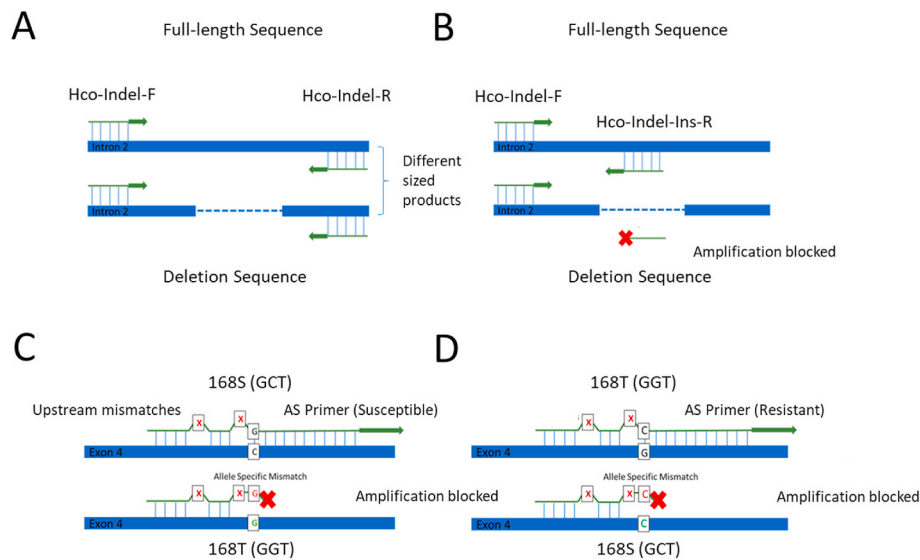 A
Full-length Sequence
Hco-Indel-F
Hco-Indel-R
Intron 2
Different
sized
products
Intron 2
Deletion Sequence
B
Full-length Sequence
Hco-Indel-F
Hco-Indel-Ins-R
Intron 2
Intron 2
Amplification blocked
Deletion Sequence
C
168S (GCT)
Upstream mismatches
AS Primer (Susceptible)
X
X
G
Exon 4
C
Allele Specific Mismatch
X
X
G
Amplification blocked
Exon 4
G
168T (GGT)
D
168T (GGT)
AS Primer (Resistant)
X
X
C
Exon 4
G
Allele Specific Mismatch
X
X
C
Amplification blocked
Exon 4
C
168S (GCT)